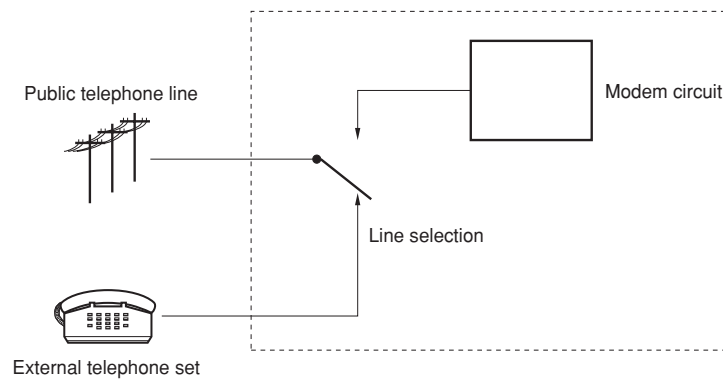 Public telephone line
Modem circuit
Line selection
External telephone set